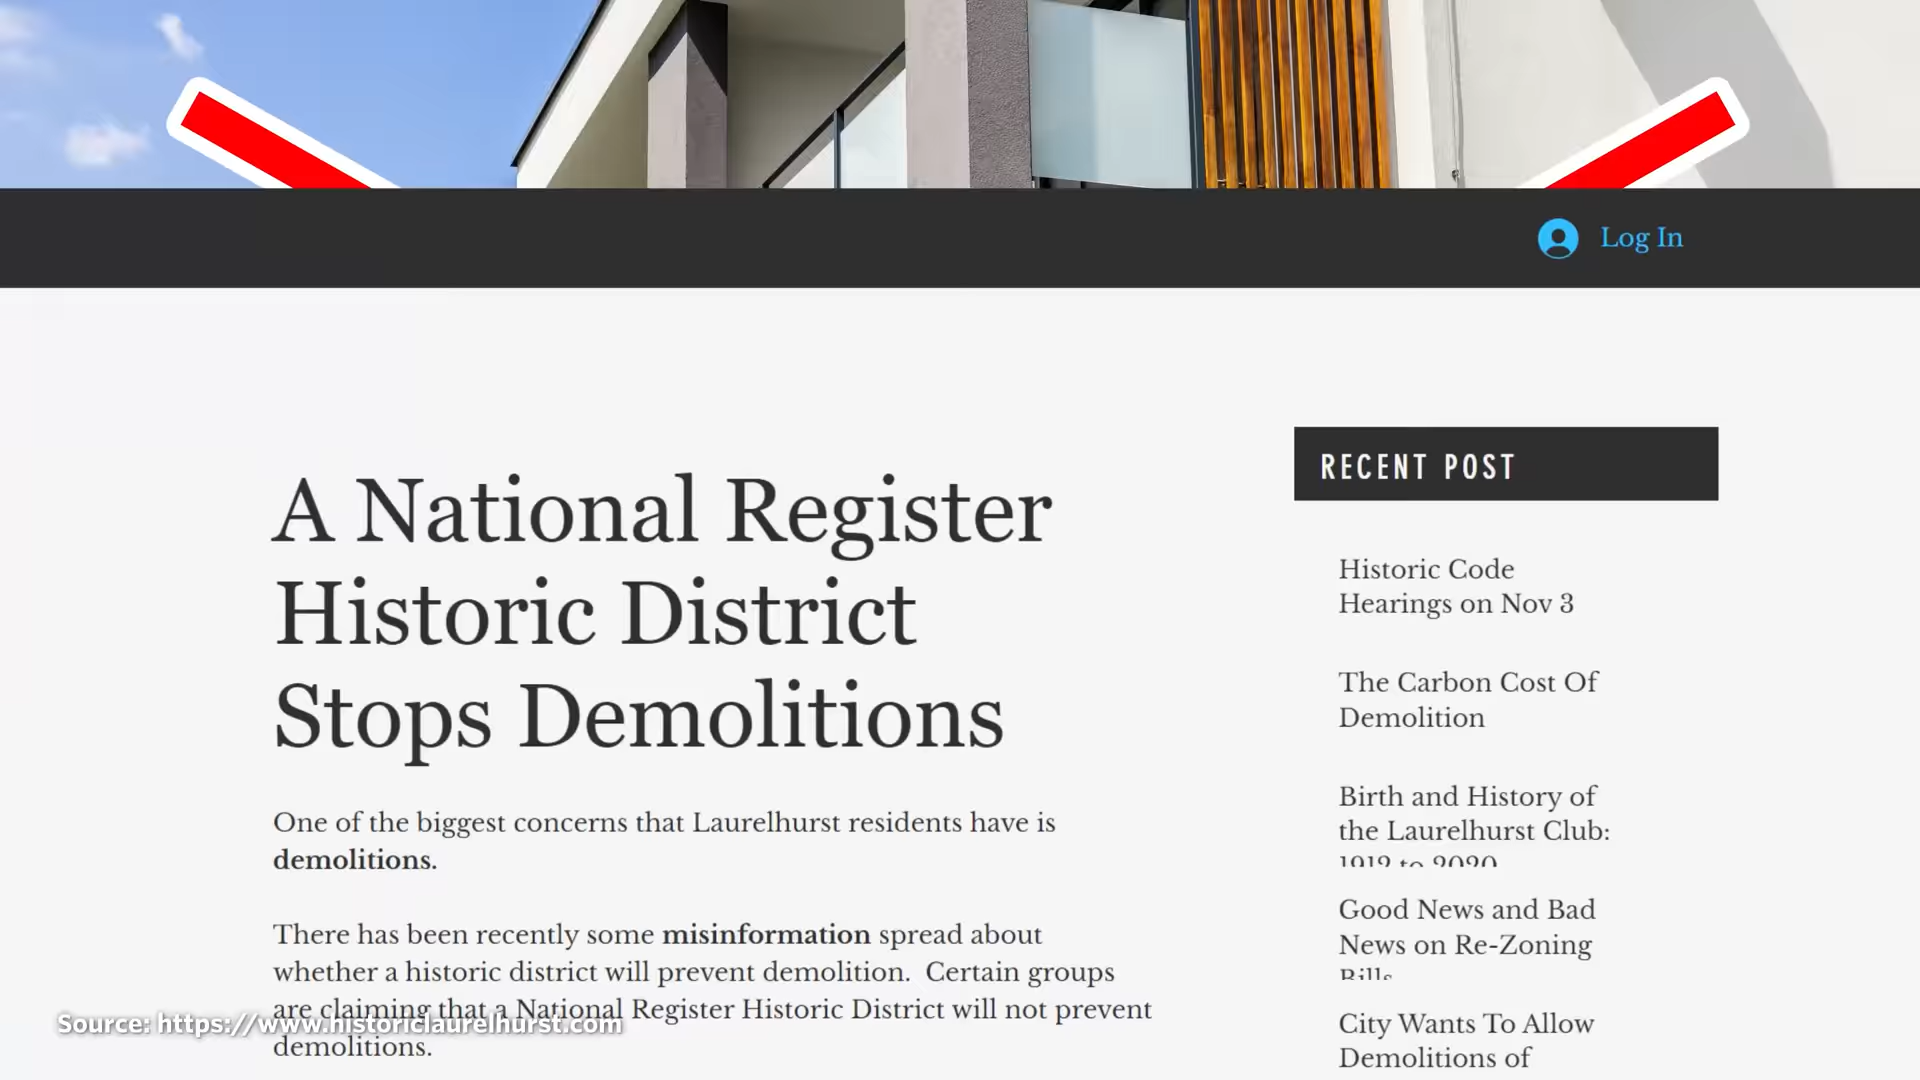 Log In
A National Register
Historic District
Stops Demolitions
One of the biggest concerns that Laurelhurst residents have is
demolitions.
There has been recently some misinformation spread about
whether a historic district will prevent demolition.  Certain groups
are claiming that a National Register Historic District will not prevent
demolitions.
RECENT POST
Historic Code
Hearings on Nov 3
The Carbon Cost Of
Demolition
Birth and History of
the Laurelhurst Club:
1912 to 2020
Good News and Bad
News on Re-Zoning
Bills
City Wants To Allow
Demolitions of
Source: https://www.historiclaurelhurst.com